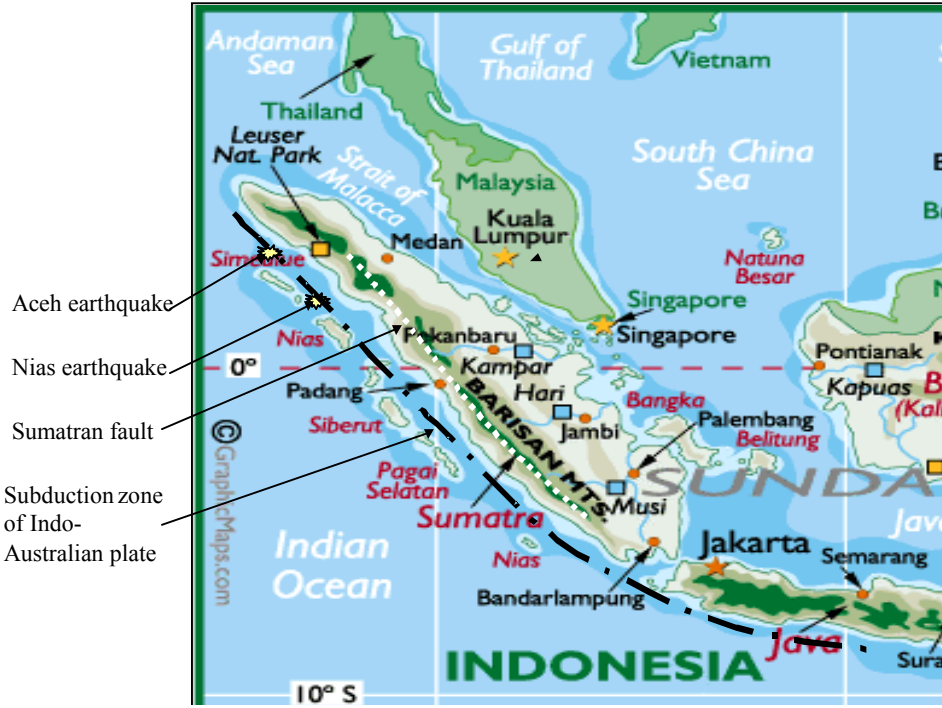 Andaman
Sea
Gulf of
Thailand
Vietnam
Thailand
Leuser
Nat. Park
Strait of
Malacca
South China
Sea
Malaysia
Kuala
Lumpur
Medan
Simeulue
Natuna
Besar
Aceh earthquake
Singapore
Singapore
Nias
Pekanbaru
Kampar
Pontianak
Kapuas
Nias earthquake
0°
Padang
Hari
Bangka
Siberut
BARISAN MTS.
Jambi
Palembang
Belitung
Sumatran fault
Pagai
Selatan
Sumatra
Musi
SUNDA
Subduction zone
of Indo-
Australian plate
©GraphicMaps.com
Indian
Ocean
Nias
Jakarta
Semarang
Bandarlampung
Java
INDONESIA
10° S